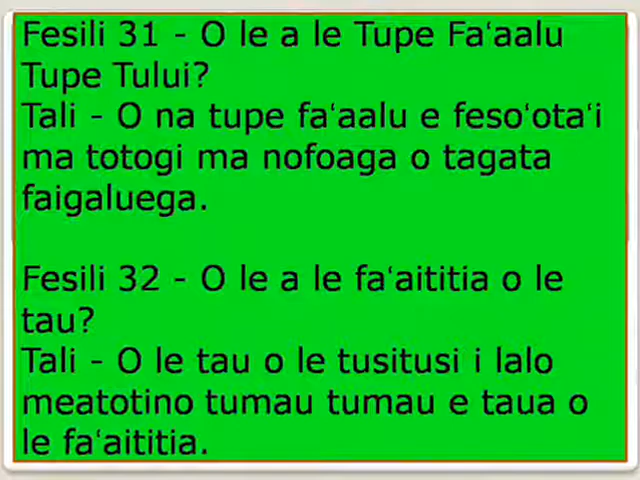 Fesili 31 - O le a le Tupe Faʻaalu
Tupe Tului?
Tali - O na tupe faʻaalu e fesoʻotaʻi
ma totogi ma nofoaga o tagata
faigaluega.
Fesili 32 - O le a le faʻaititia o le
tau?
Tali - O le tau o le tusitusi i lalo
meatotino tumau tumau e taua o
le faʻaititia.